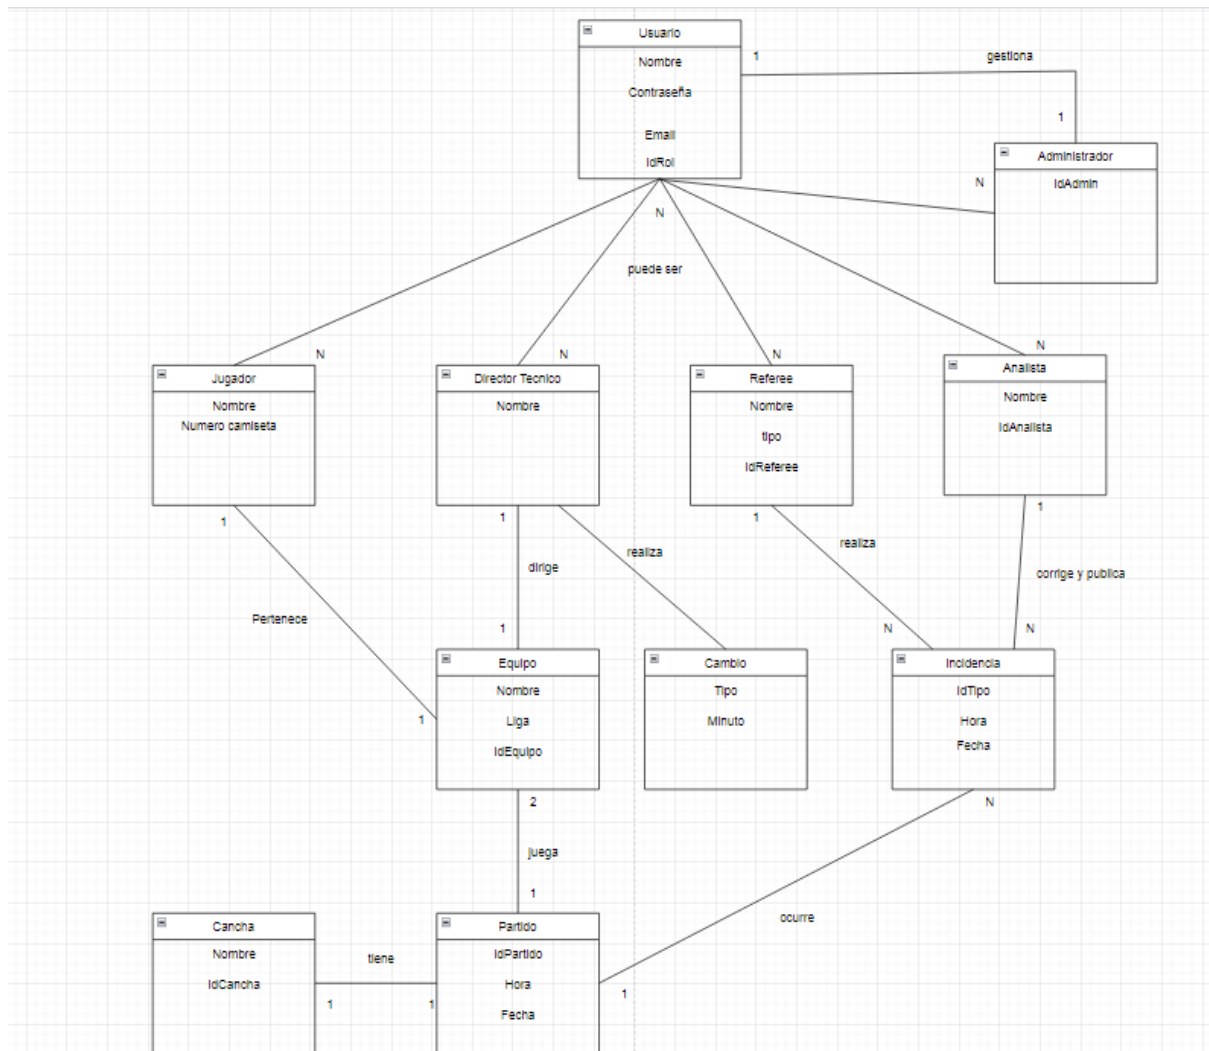 Usuario
Nombre
Contraseña
Email
IdRol
1
gestiona
1
Administrador
IdAdmin
N
N
puede ser
N
N
N
N
Jugador
Nombre
Numero camiseta
Director Tecnico
Nombre
Referee
Nombre
tipo
IdReferee
Analista
Nombre
IdAnalista
1
1
1
1
Pertenece
dirige
realiza
realiza
corrige y publica
1
1
N
N
Equipo
Nombre
Liga
IdEquipo
Cambio
Tipo
Minuto
Incidencia
IdTipo
Hora
Fecha
2
juega
1
N
ocurre
1
Cancha
Nombre
IdCancha
tiene
1
1
Partido
IdPartido
Hora
Fecha